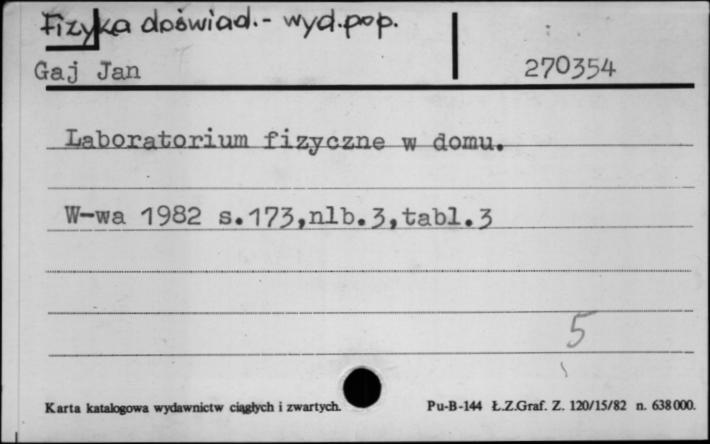 Fizyka doświad.- wyd.pop.
Gaj Jan 270354
Laboratorium fizyczne w domu.
W-wa 1982 s.173,nlb.3,tabl.3
5
Karta katalogowa wydawnictw ciągłych i zwartych. Pu-B-144 Ł.Z.Graf. Z. 120/15/82 n. 638000.